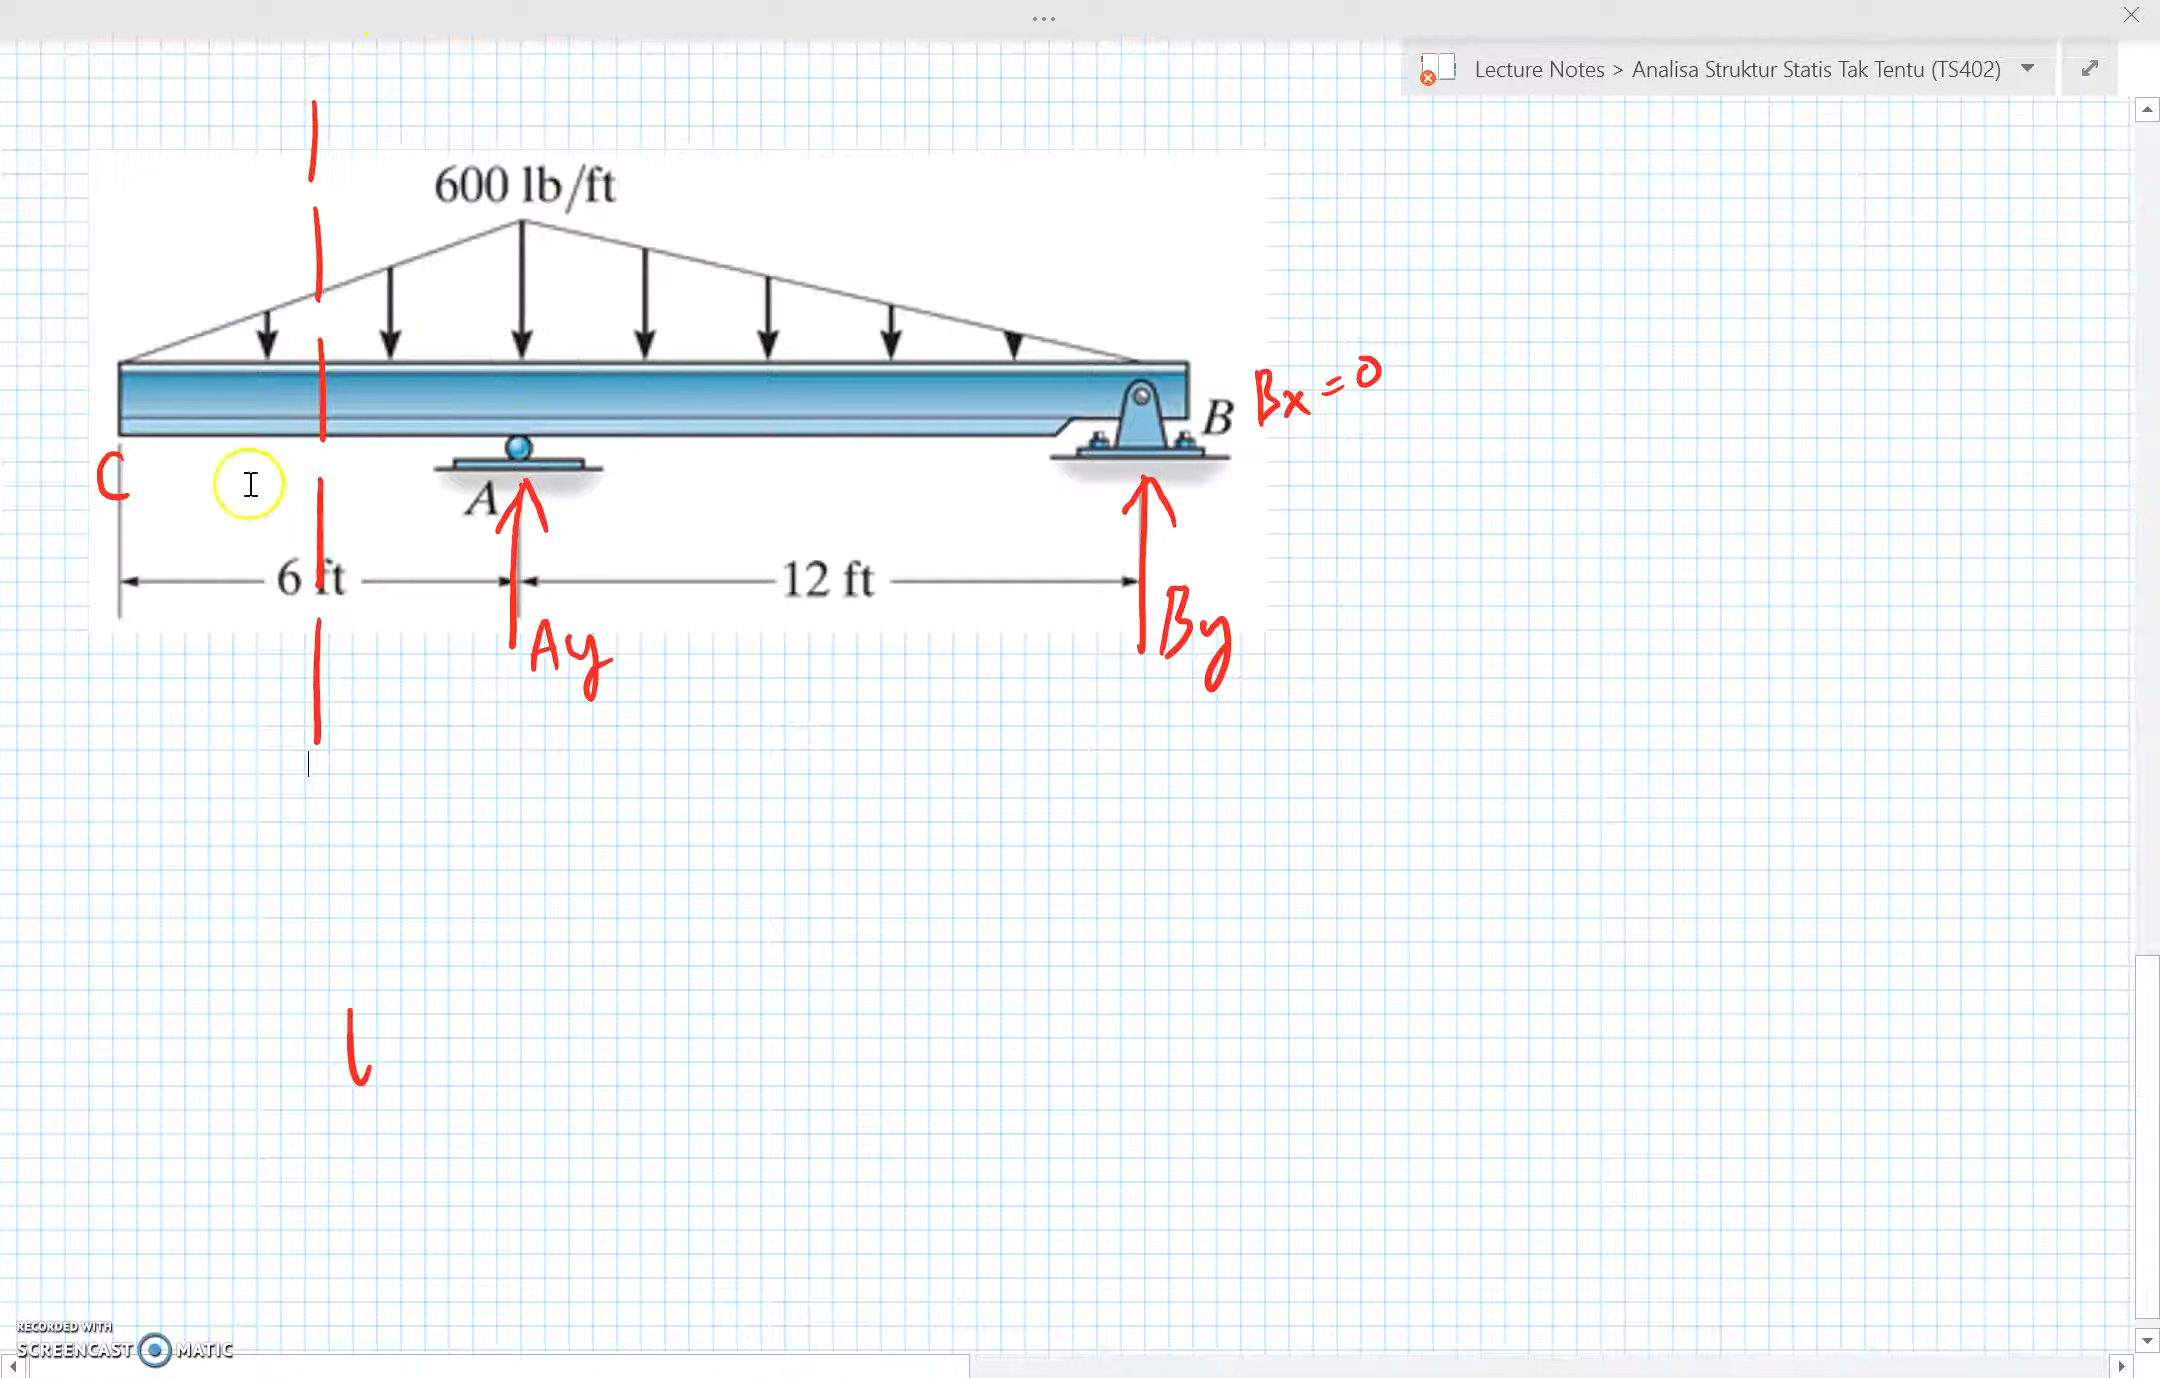 ...
Lecture Notes > Analisa Struktur Statis Tak Tentu (TS402)
600 lb/ft
Bx = 0
B
C
A
6 ft
12 ft
Ay
By
RECORDED WITH
SCREENCAST MATIC